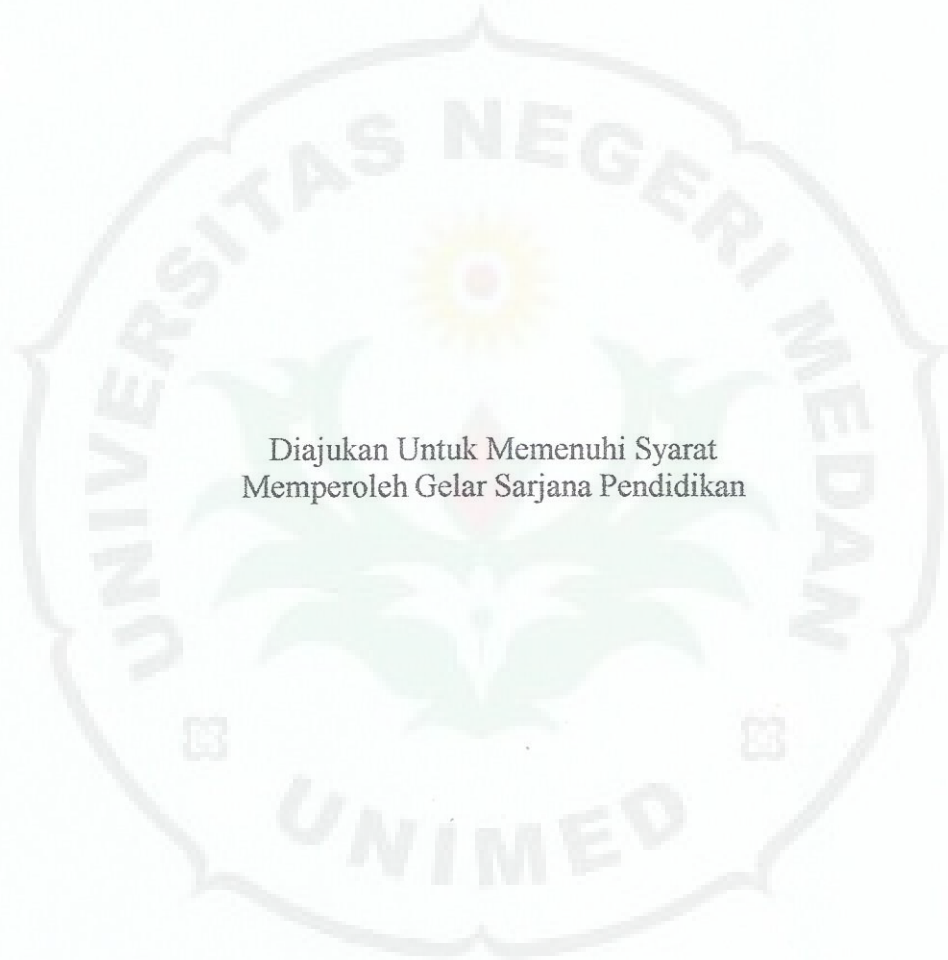 UNIVERSITAS NEGERI MEDAN
Diajukan Untuk Memenuhi Syarat
Memperoleh Gelar Sarjana Pendidikan
UNIMED